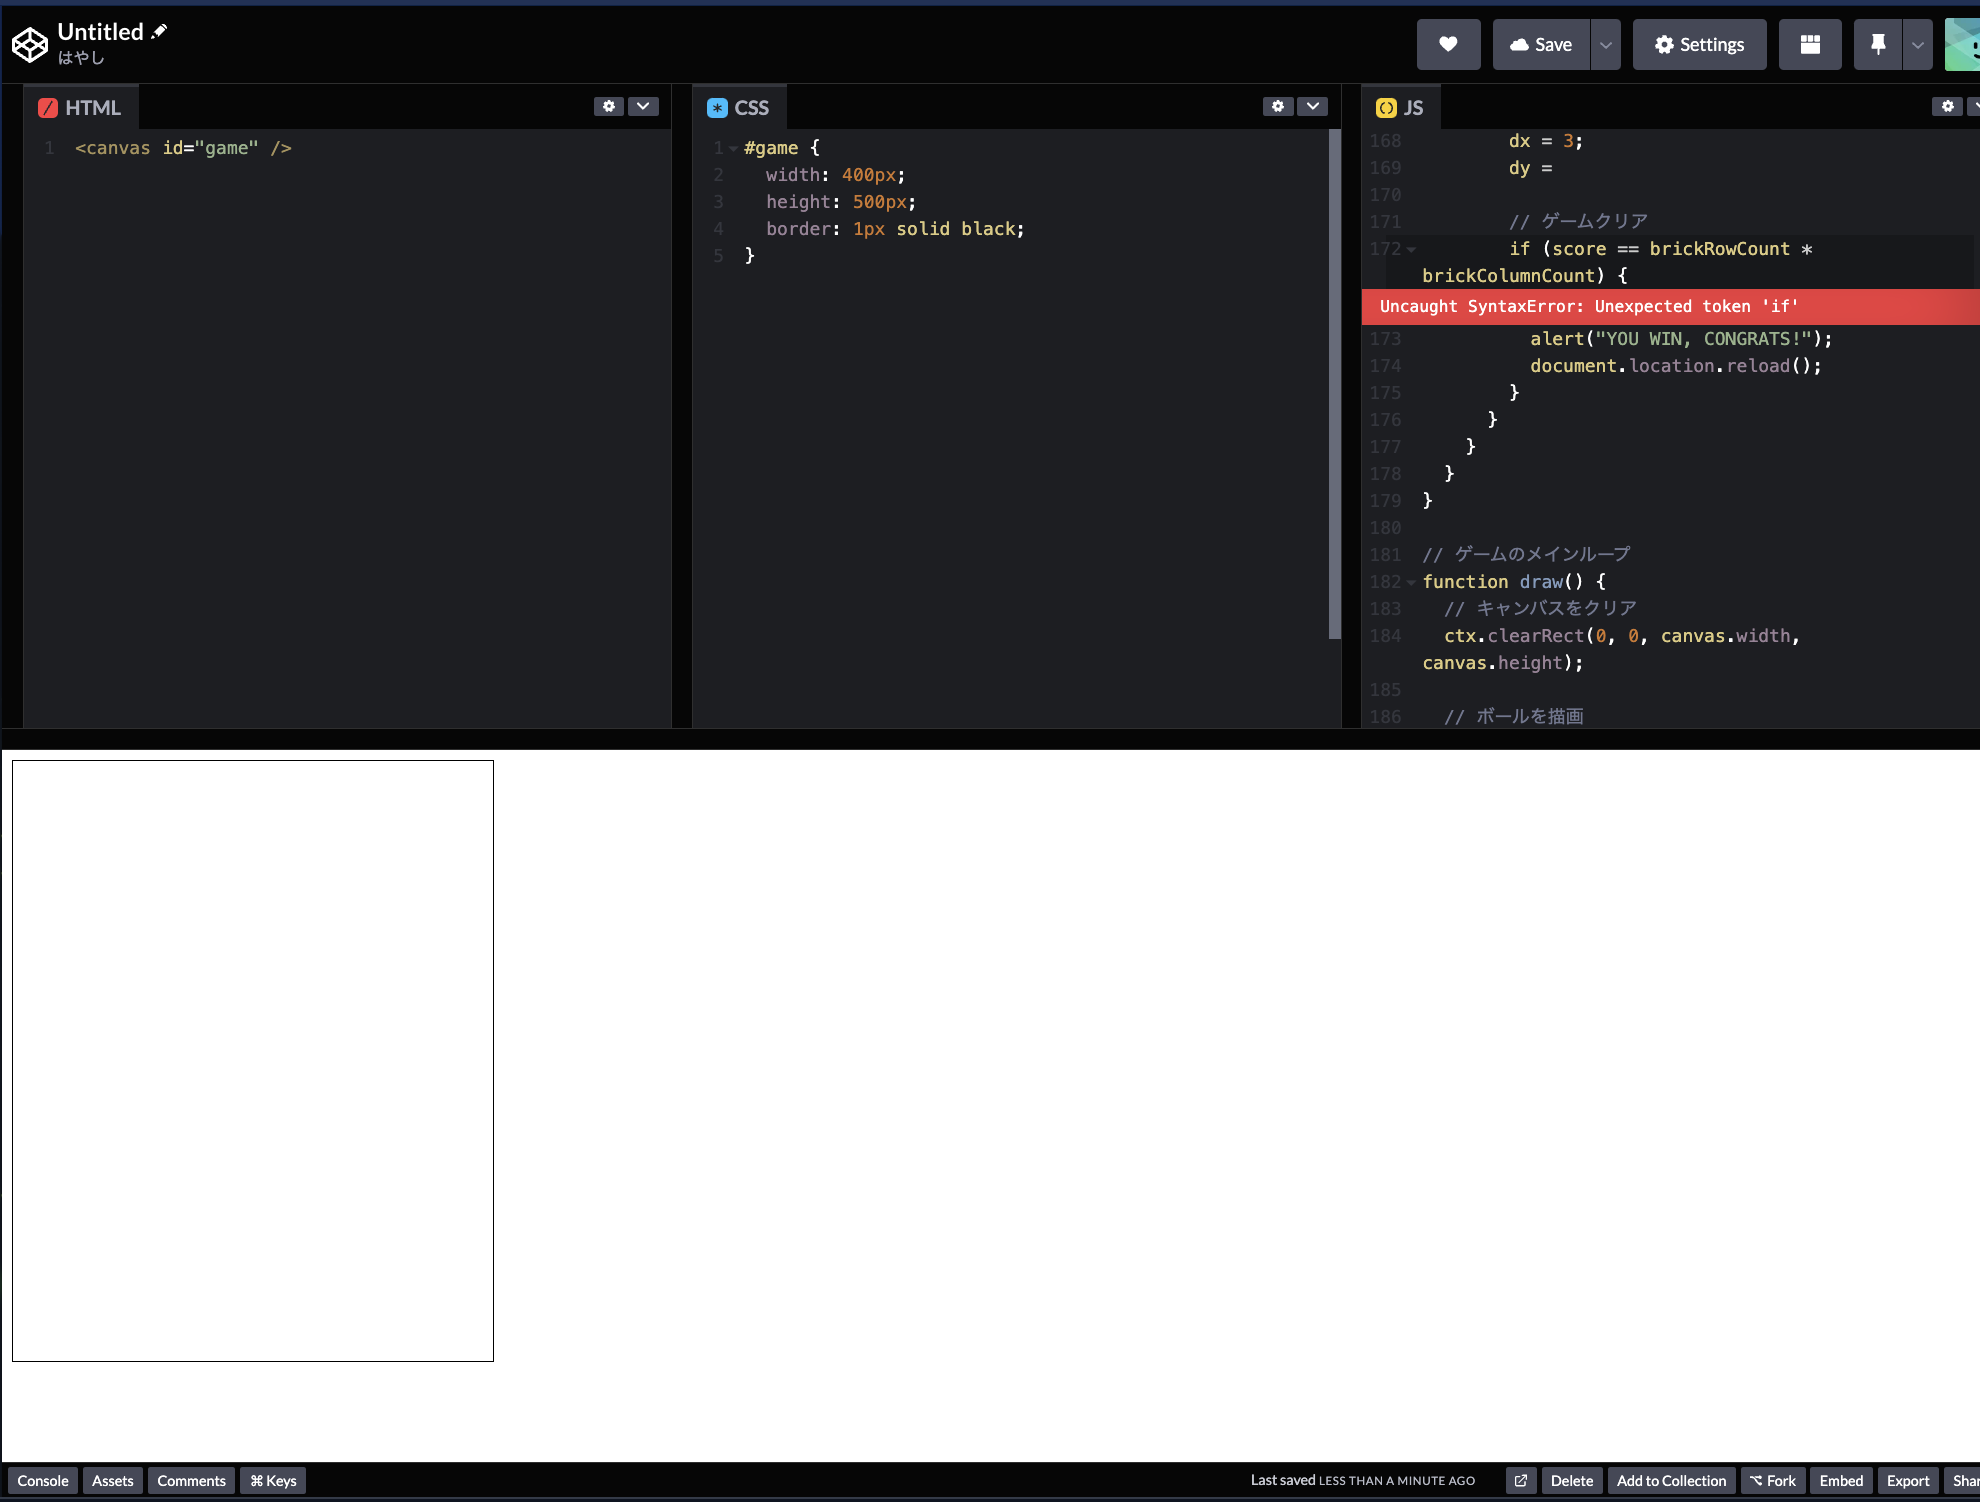 Untitled
はやし
Save
Settings
HTML
1 <canvas id="game" />
CSS
1 #game {
2 width: 400px;
3 height: 500px;
4 border: 1px solid black;
5 }
JS
168 dx = 3;
169 dy =
170
171 // ゲームクリア
172 if (score == brickRowCount *
brickColumnCount) {
Uncaught SyntaxError: Unexpected token 'if'
173 alert("YOU WIN, CONGRATS!");
174 document.location.reload();
175 }
176 }
177 }
178 }
179 }
180
181 // ゲームのメインループ
182 function draw() {
183 // キャンバスをクリア
184 ctx.clearRect(0, 0, canvas.width,
canvas.height);
185
186 // ボールを描画
Console Assets Comments ⌘ Keys
Last saved LESS THAN A MINUTE AGO
Delete Add to Collection Fork Embed Export